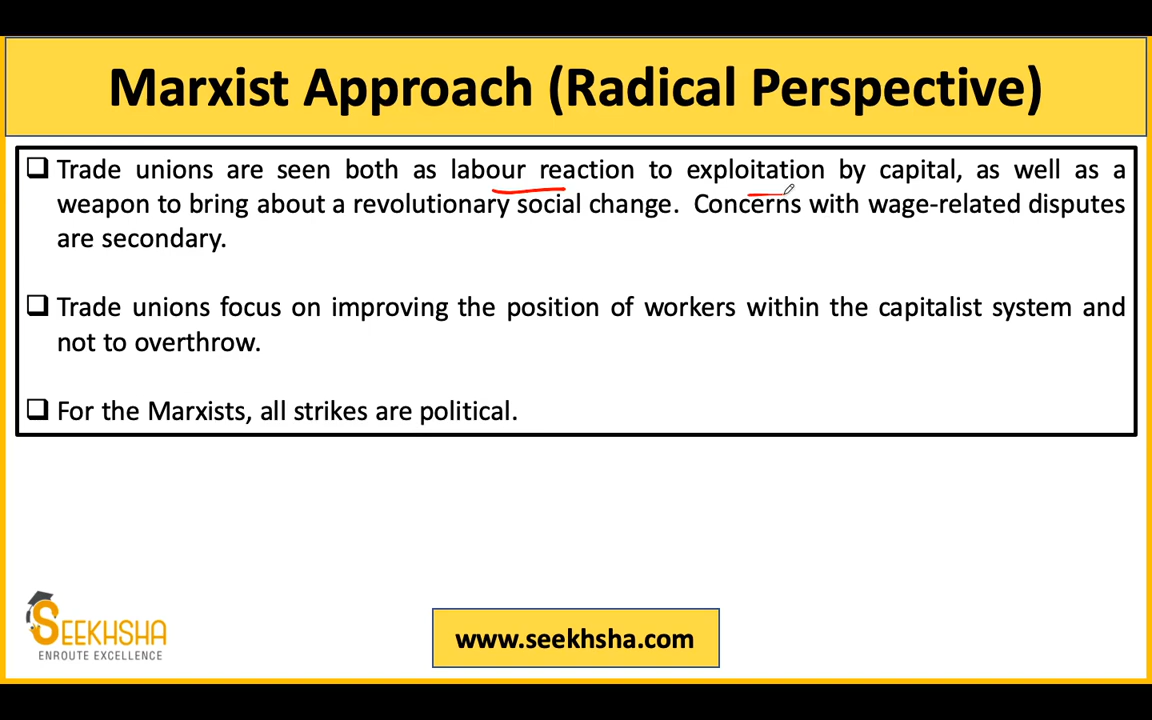 Marxist Approach (Radical Perspective)
Trade unions are seen both as labour reaction to exploitation by capital, as well as a
weapon to bring about a revolutionary social change. Concerns with wage-related disputes
are secondary.
Trade unions focus on improving the position of workers within the capitalist system and
not to overthrow.
For the Marxists, all strikes are political.
SEEKHSHA
ENROUTE EXCELLENCE
www.seekhsha.com